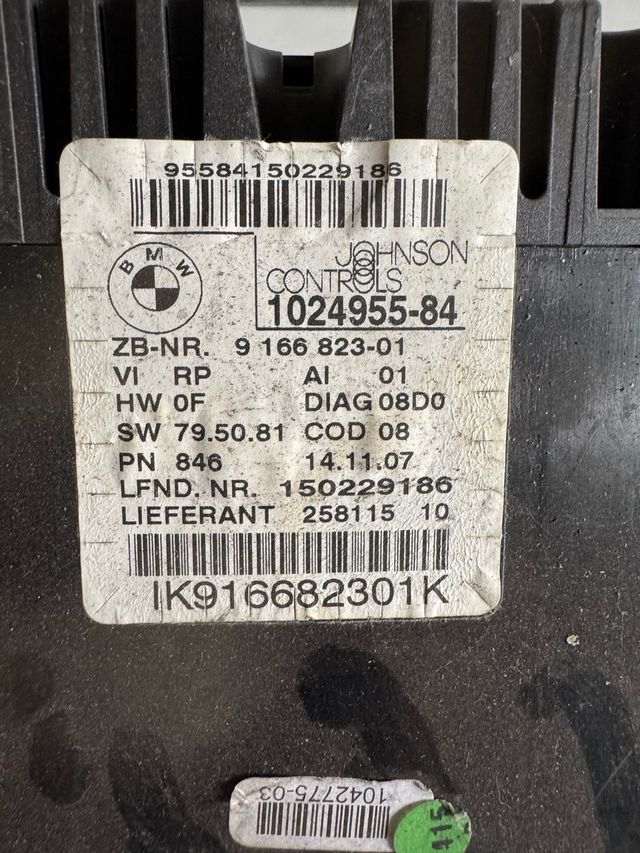 95584150229186
BMW
JOHNSON
CONTROLS
1024955-84
ZB-NR. 9 166 823-01
VI RP AI 01
HW 0F DIAG 08D0
SW 79.50.81 COD 08
PN 846 14.11.07
LFND. NR. 150229186
LIEFERANT 258115 10
IK916682301K
1042775-03
415